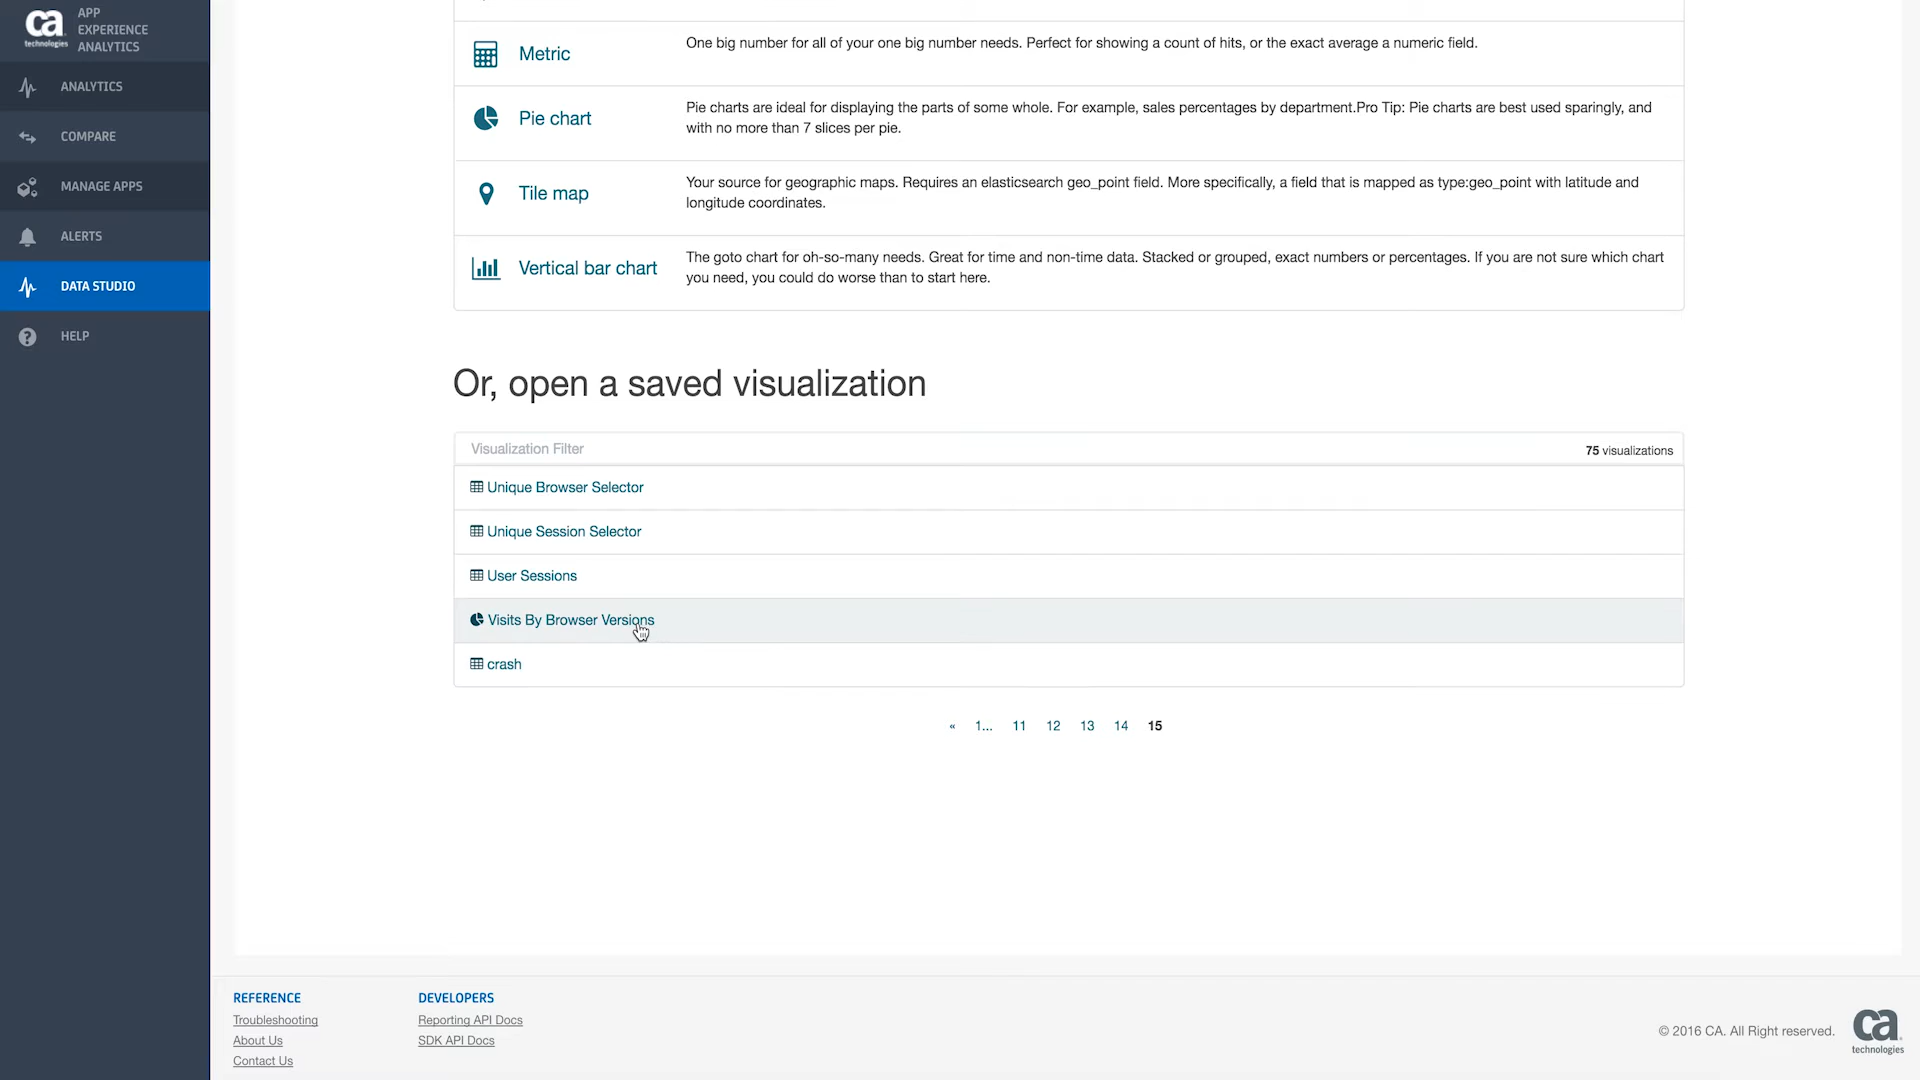 ca
technologies
APP
EXPERIENCE
ANALYTICS
ANALYTICS
COMPARE
MANAGE APPS
ALERTS
DATA STUDIO
HELP
Metric
One big number for all of your one big number needs. Perfect for showing a count of hits, or the exact average a numeric field.
Pie chart
Pie charts are ideal for displaying the parts of some whole. For example, sales percentages by department.Pro Tip: Pie charts are best used sparingly, and
with no more than 7 slices per pie.
Tile map
Your source for geographic maps. Requires an elasticsearch geo_point field. More specifically, a field that is mapped as type:geo_point with latitude and
longitude coordinates.
Vertical bar chart
The goto chart for oh-so-many needs. Great for time and non-time data. Stacked or grouped, exact numbers or percentages. If you are not sure which chart
you need, you could do worse than to start here.
Or, open a saved visualization
Visualization Filter
75 visualizations
Unique Browser Selector
Unique Session Selector
User Sessions
Visits By Browser Versions
crash
« 1... 11 12 13 14 15
REFERENCE
Troubleshooting
About Us
Contact Us
DEVELOPERS
Reporting API Docs
SDK API Docs
© 2016 CA. All Right reserved.
ca
technologies